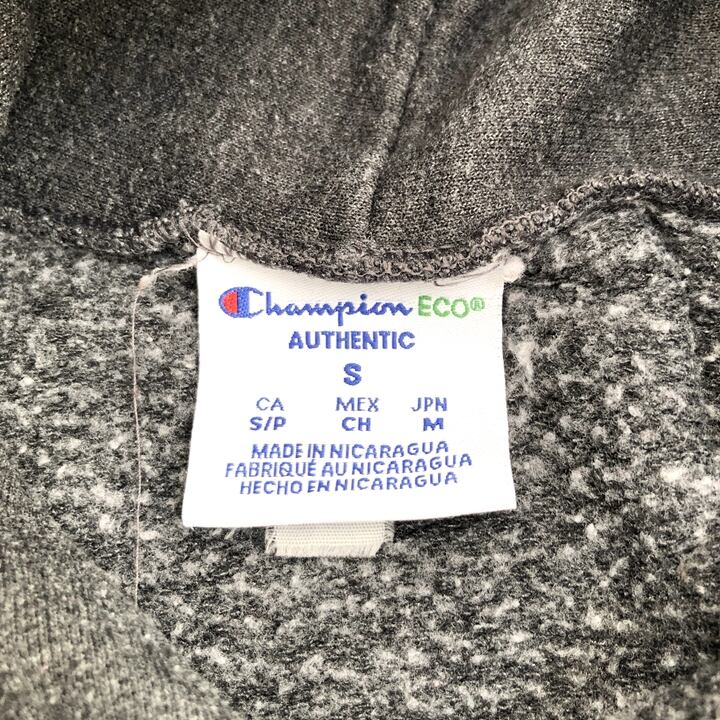 Champion ECO®
AUTHENTIC
S
CA MEX JPN
S/P CH M
MADE IN NICARAGUA
FABRIQUÉ AU NICARAGUA
HECHO EN NICARAGUA